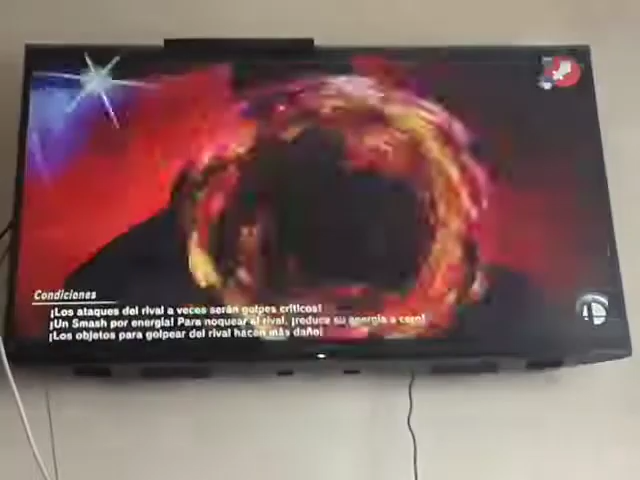 Condiciones
¡Los ataques del rival a veces serán golpes críticos!
¡Un Smash por energía! Para noquear al rival, ¡reduce su energía a cero!
¡Los objetos para golpear del rival hacen más daño!